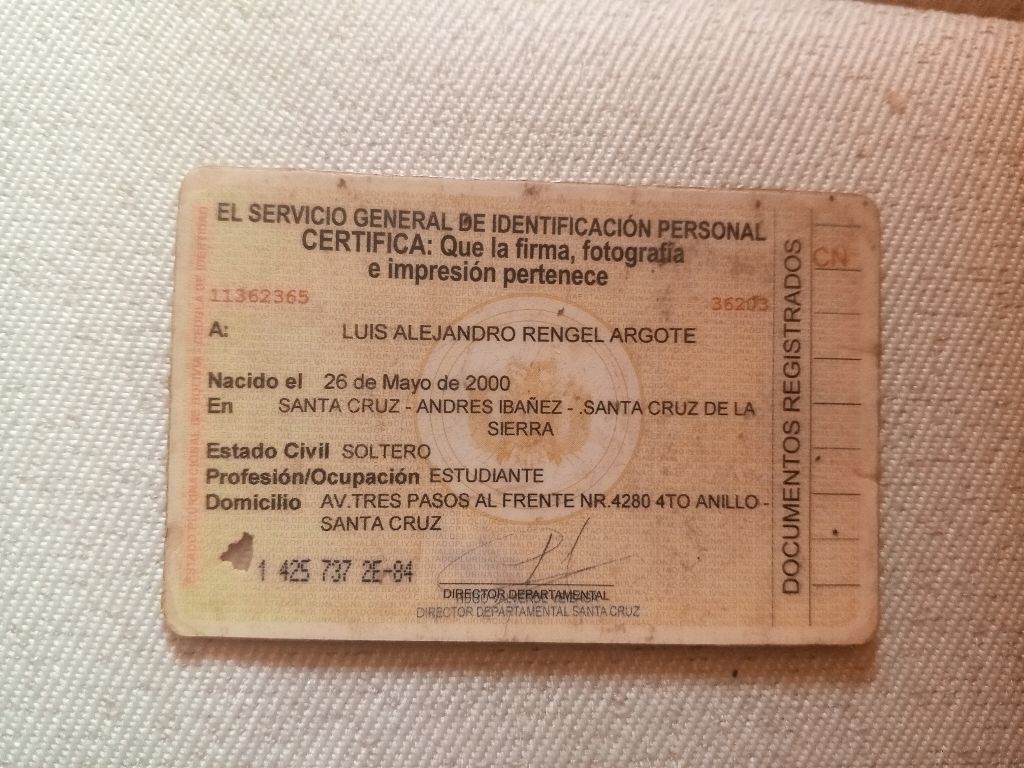 EL SERVICIO GENERAL DE IDENTIFICACIÓN PERSONAL
CERTIFICA: Que la firma, fotografía
e impresión pertenece
11362365 36203
A: LUIS ALEJANDRO RENGEL ARGOTE
Nacido el 26 de Mayo de 2000
En SANTA CRUZ - ANDRES IBAÑEZ - .SANTA CRUZ DE LA
SIERRA
Estado Civil SOLTERO
Profesión/Ocupación ESTUDIANTE
Domicilio AV.TRES PASOS AL FRENTE NR.4280 4TO ANILLO -
SANTA CRUZ
1 425 737 2E-84
DIRECTOR DEPARTAMENTAL
DIRECTOR DEPARTAMENTAL SANTA CRUZ
DOCUMENTOS REGISTRADOS
CN